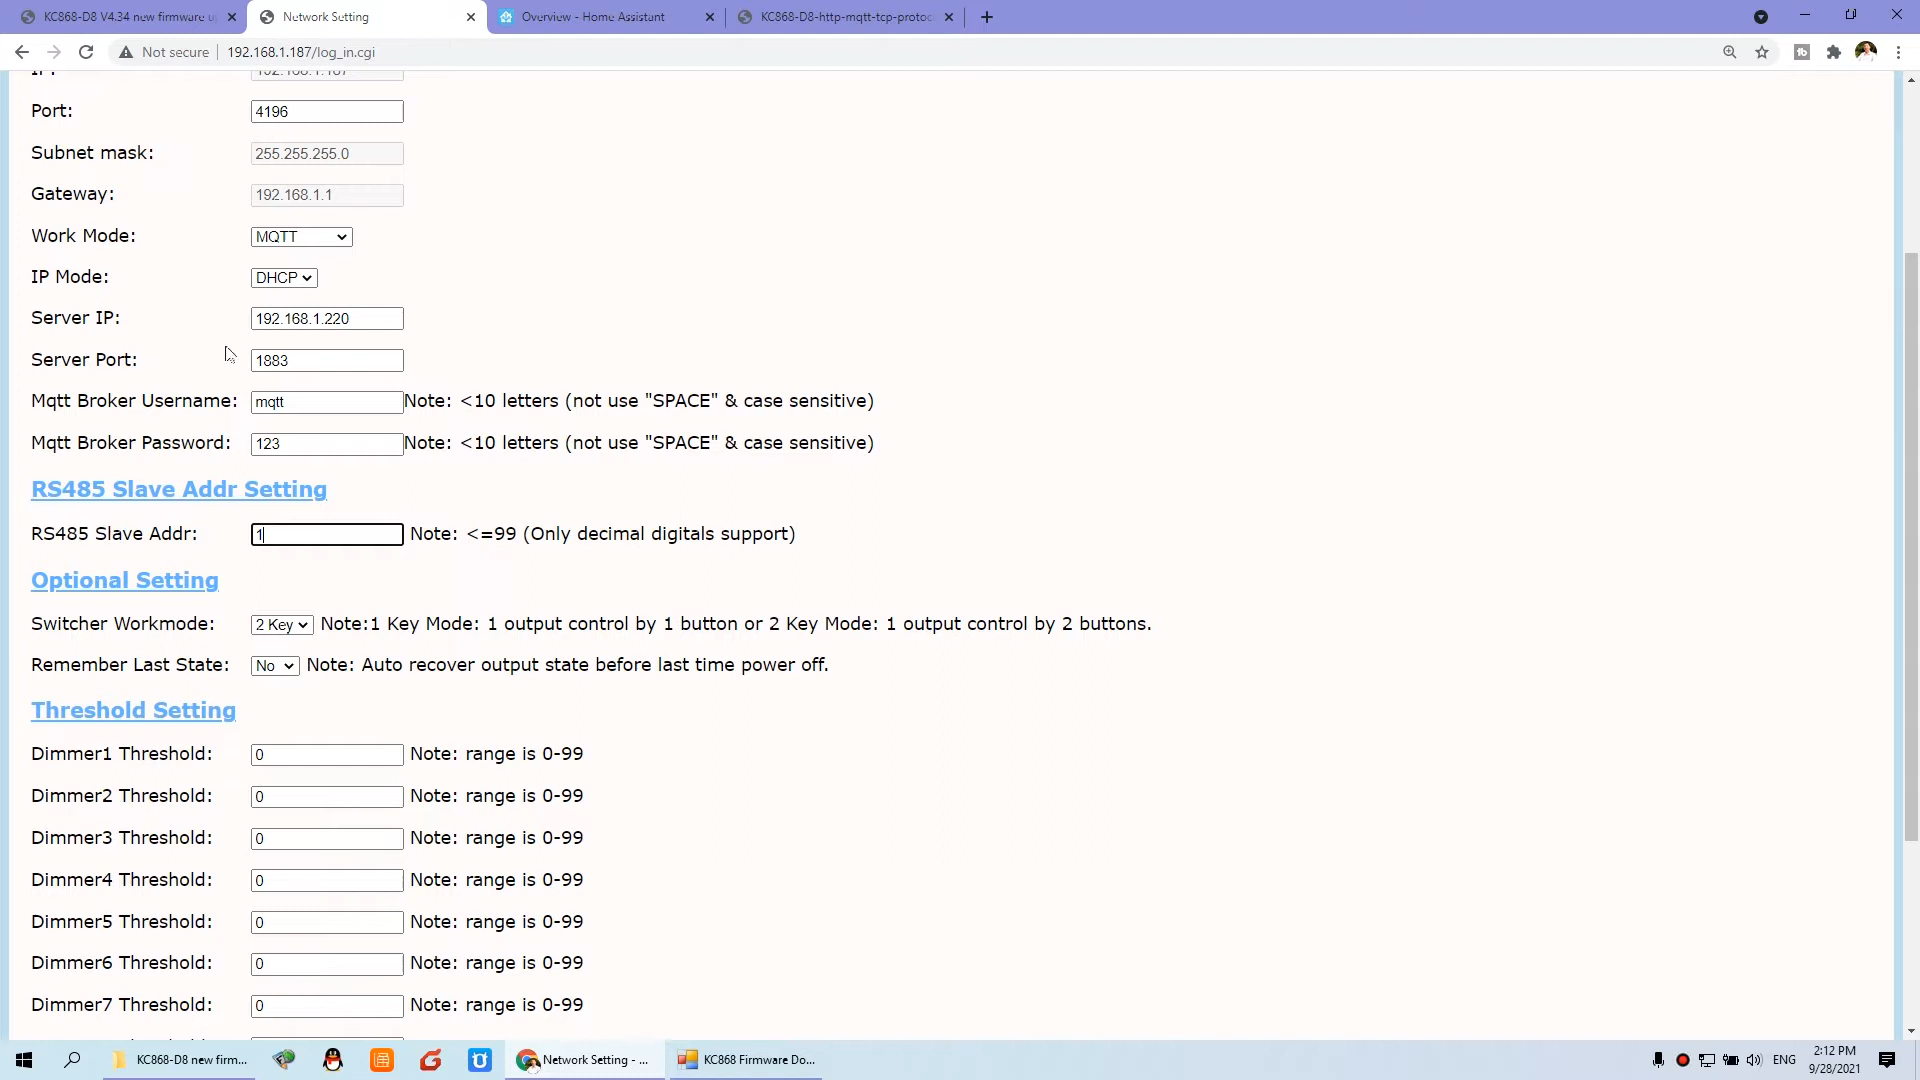 KC868-D8 V4.34 new firmware u
Network Setting
Overview - Home Assistant
KC868-D8-http-mqtt-tcp-protoc
Not secure
192.168.1.187/log_in.cgi
IP: 192.168.1.187
Port: 4196
Subnet mask: 255.255.255.0
Gateway: 192.168.1.1
Work Mode: MQTT
IP Mode: DHCP
Server IP: 192.168.1.220
Server Port: 1883
Mqtt Broker Username: mqtt Note: <10 letters (not use "SPACE" & case sensitive)
Mqtt Broker Password: 123 Note: <10 letters (not use "SPACE" & case sensitive)
RS485 Slave Addr Setting
RS485 Slave Addr: 1 Note: <=99 (Only decimal digitals support)
Optional Setting
Switcher Workmode: 2 Key Note:1 Key Mode: 1 output control by 1 button or 2 Key Mode: 1 output control by 2 buttons.
Remember Last State: No Note: Auto recover output state before last time power off.
Threshold Setting
Dimmer1 Threshold: 0 Note: range is 0-99
Dimmer2 Threshold: 0 Note: range is 0-99
Dimmer3 Threshold: 0 Note: range is 0-99
Dimmer4 Threshold: 0 Note: range is 0-99
Dimmer5 Threshold: 0 Note: range is 0-99
Dimmer6 Threshold: 0 Note: range is 0-99
Dimmer7 Threshold: 0 Note: range is 0-99
KC868-D8 new firm...
Network Setting - ...
KC868 Firmware Do...
ENG
2:12 PM
9/28/2021